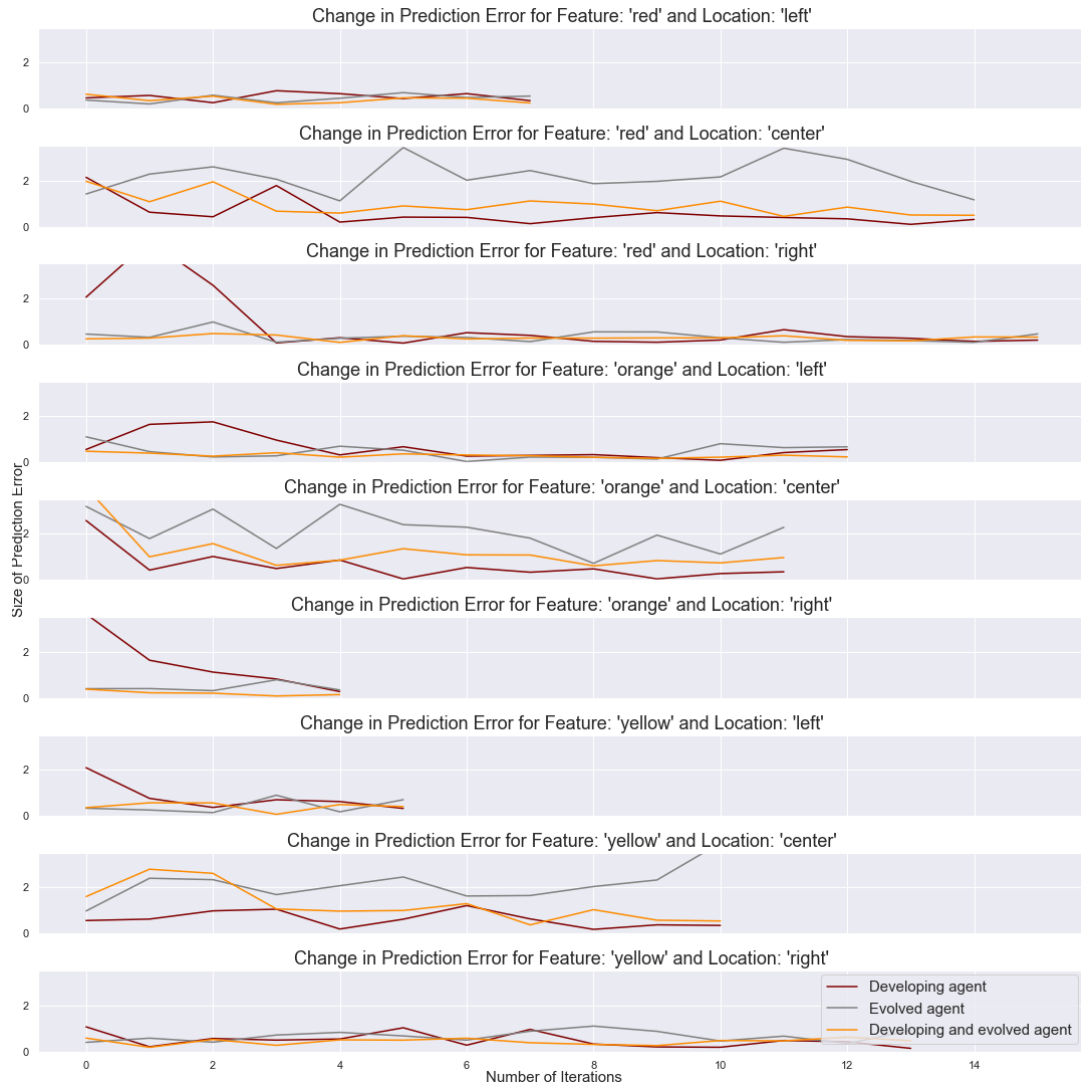 Change in Prediction Error for Feature: 'red' and Location: 'left'
2
0
Change in Prediction Error for Feature: 'red' and Location: 'center'
2
0
Change in Prediction Error for Feature: 'red' and Location: 'right'
2
0
Change in Prediction Error for Feature: 'orange' and Location: 'left'
2
0
Size of Prediction Error
Change in Prediction Error for Feature: 'orange' and Location: 'center'
2
0
Change in Prediction Error for Feature: 'orange' and Location: 'right'
2
0
Change in Prediction Error for Feature: 'yellow' and Location: 'left'
2
0
Change in Prediction Error for Feature: 'yellow' and Location: 'center'
2
0
Change in Prediction Error for Feature: 'yellow' and Location: 'right'
2
0
Developing agent
Evolved agent
Developing and evolved agent
0 2 4 6 8 10 12 14
Number of Iterations